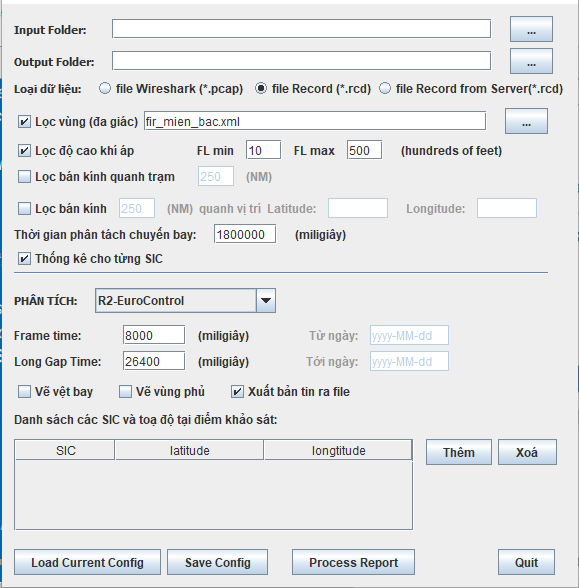 Input Folder: ...
Output Folder: ...
Loại dữ liệu: file Wireshark (*.pcap) file Record (*.rcd) file Record from Server(*.rcd)
Lọc vùng (đa giác) fir_mien_bac.xml ...
Lọc độ cao khí áp FL min 10 FL max 500 (hundreds of feet)
Lọc bán kính quanh trạm 250 (NM)
Lọc bán kính 250 (NM) quanh vị trí Latitude: Longitude:
Thời gian phân tách chuyến bay: 1800000 (miligiây)
Thống kê cho từng SIC
PHÂN TÍCH: R2-EuroControl
Frame time: 8000 (miligiây) Từ ngày: yyyy-MM-dd
Long Gap Time: 26400 (miligiây) Tới ngày: yyyy-MM-dd
Vẽ vệt bay Vẽ vùng phủ Xuất bản tin ra file
Danh sách các SIC và toạ độ tại điểm khảo sát:
SIC latitude longtitude Thêm Xoá
Load Current Config Save Config Process Report Quit